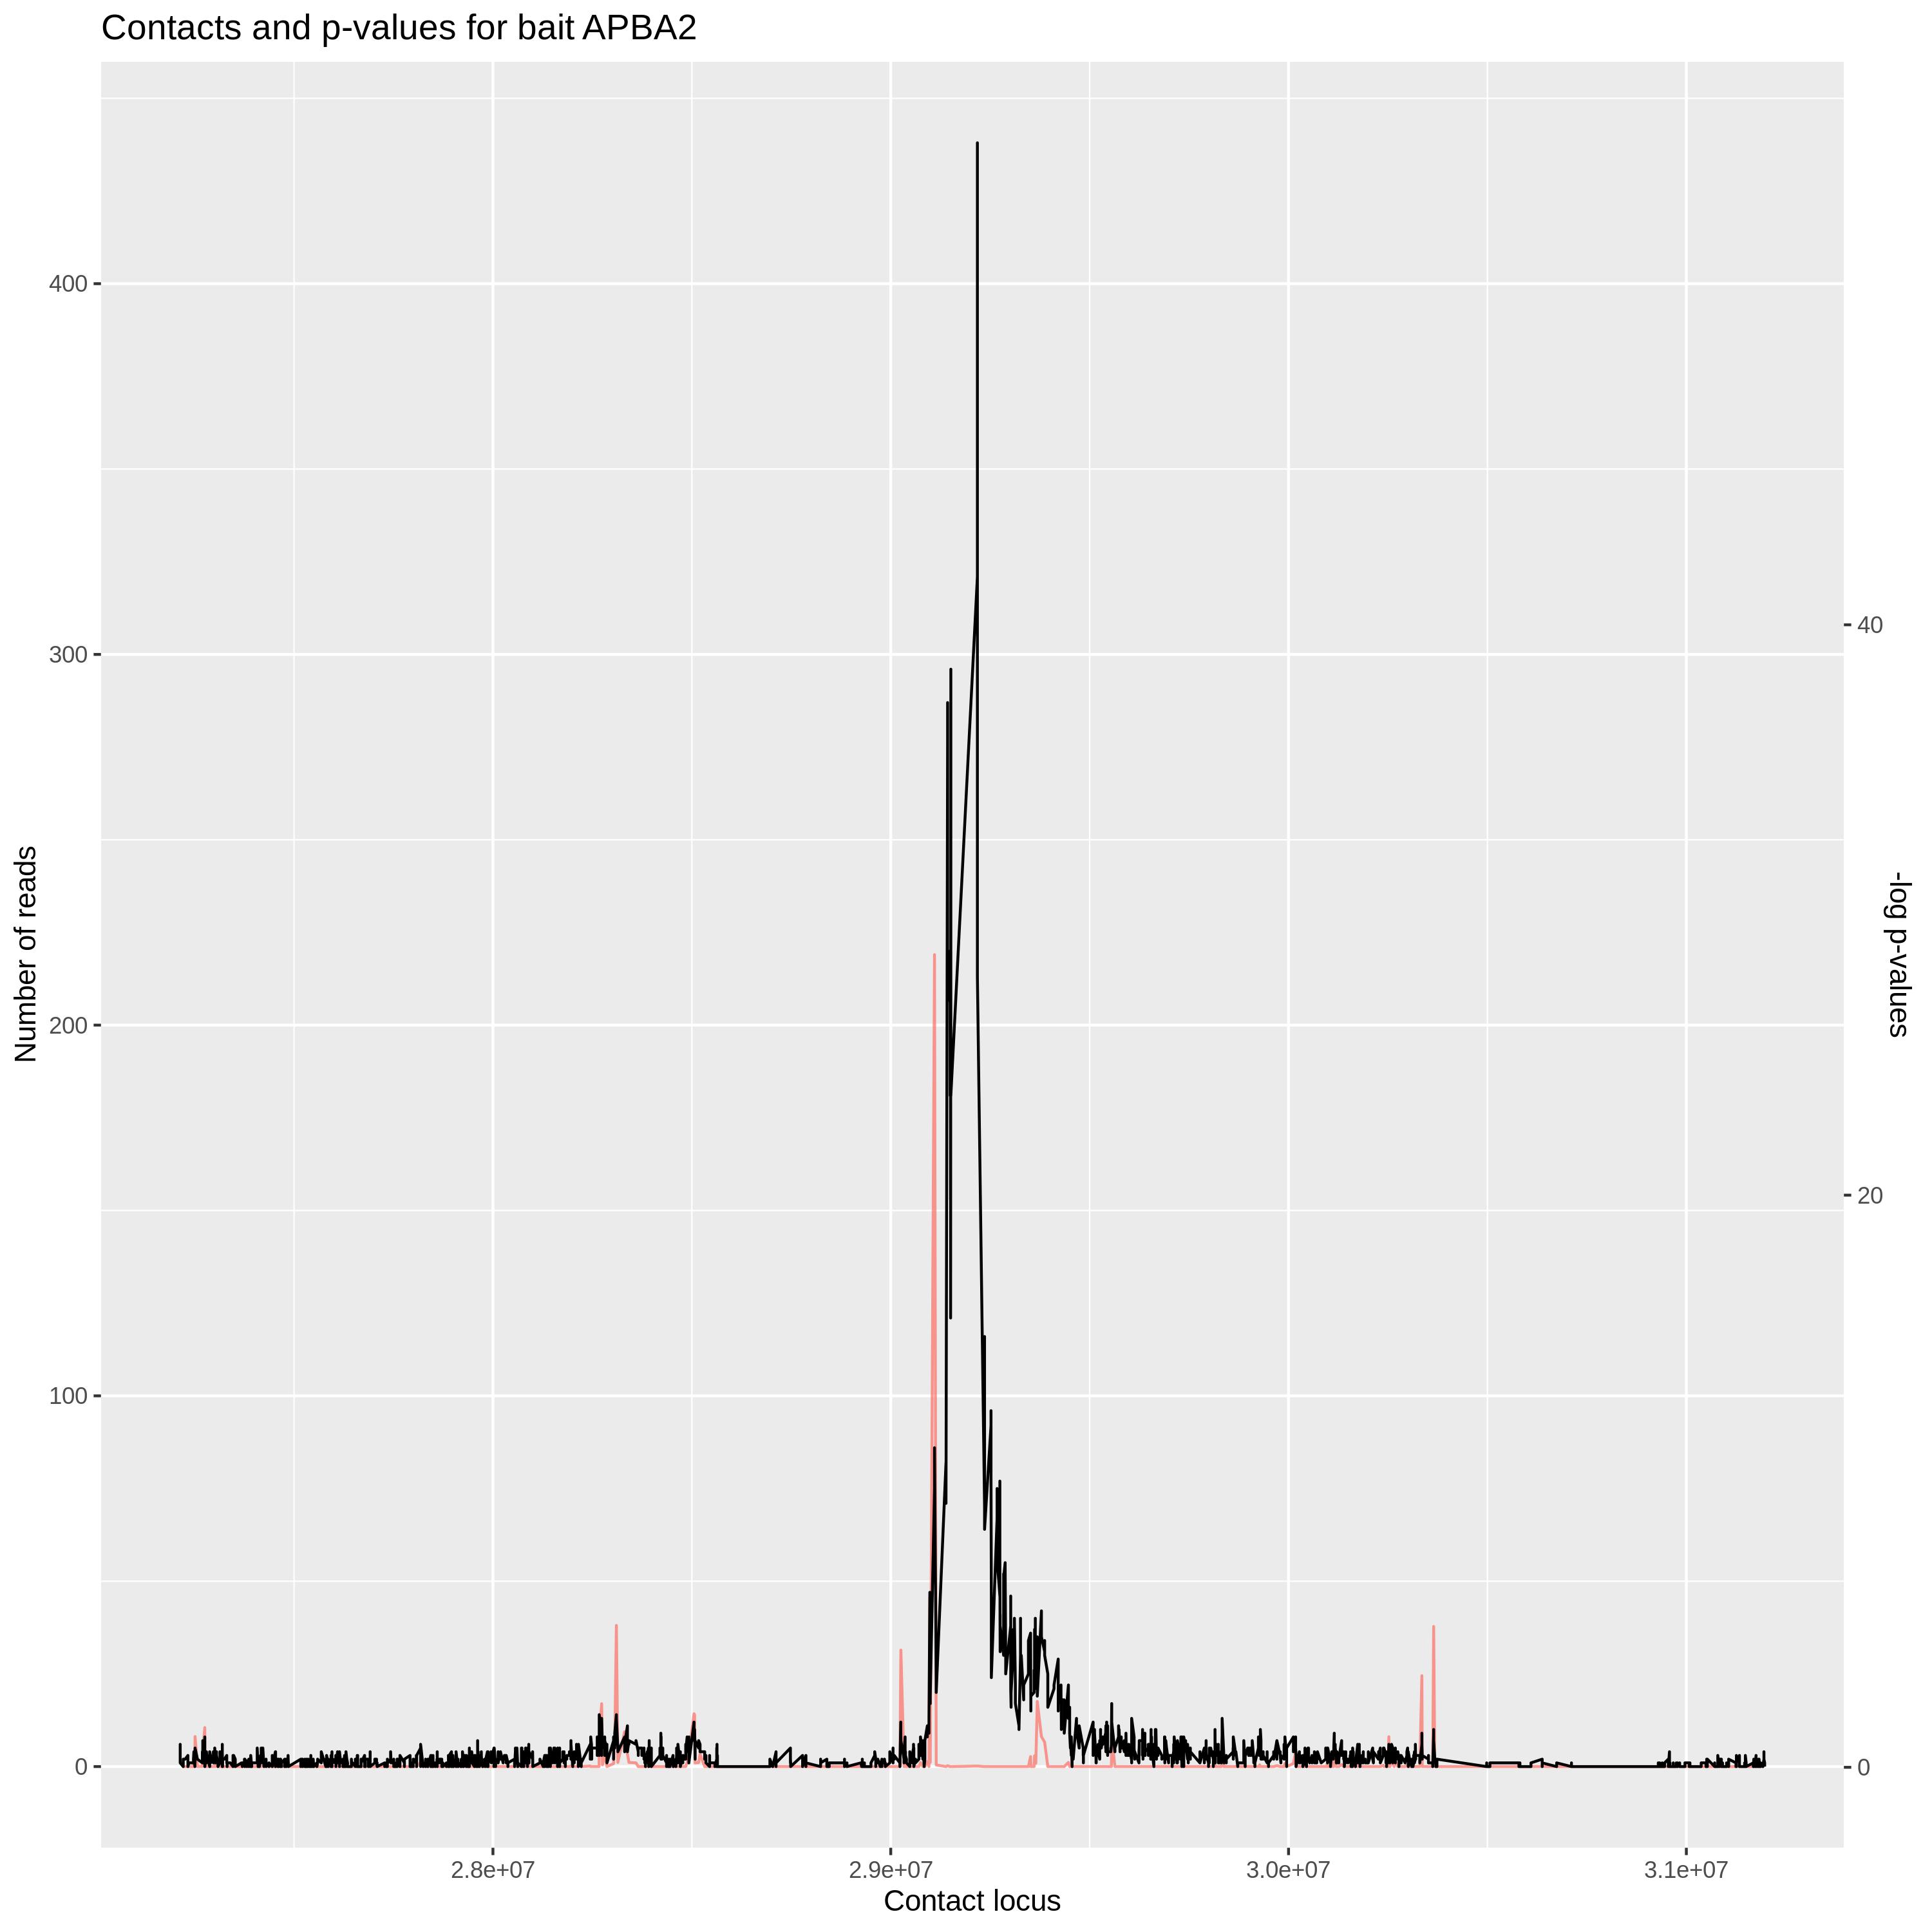 Contacts and p-values for bait APBA2
400
300
200
100
0
Number of reads
40
20
0
-log p-values
2.8e+07
2.9e+07
3.0e+07
3.1e+07
Contact locus